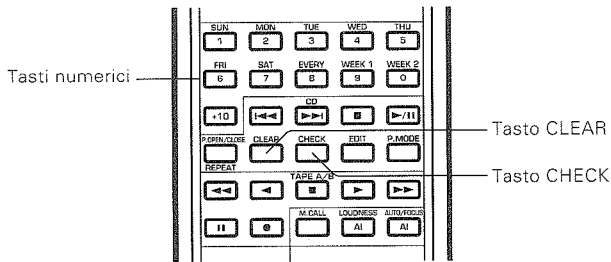 SUN MON TUE WED THU
1 2 3 4 5
FRI SAT EVERY WEEK 1 WEEK 2
Tasti numerici 6 7 8 9 0
CD
+10
P.OPEN/CLOSE CLEAR CHECK EDIT P.MODE
Tasto CLEAR
REPEAT TAPE A/B
Tasto CHECK
M.CALL LOUDNESS AUTO/FOCUS
AI AI